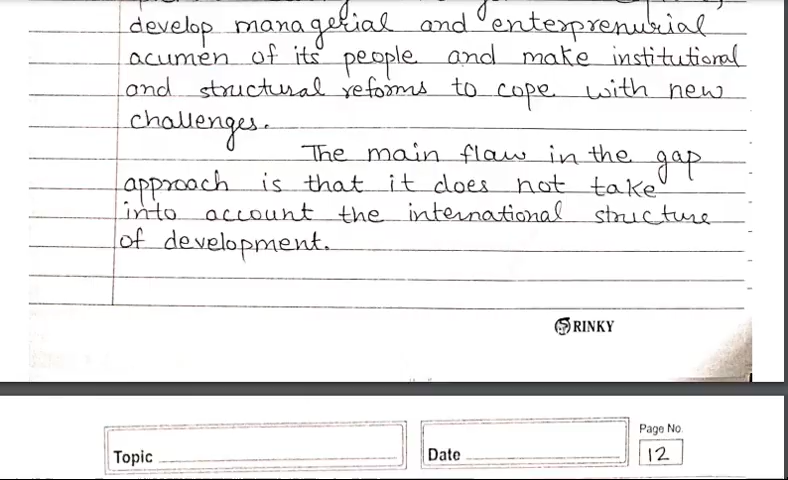 develop managerial and enterprenurial
acumen of its people and make institutional
and structural reforms to cope with new
challenges.
The main flaw in the gap
approach is that it does not take
into account the international structure
of development.
RINKY
Topic
Date
Page No.
12